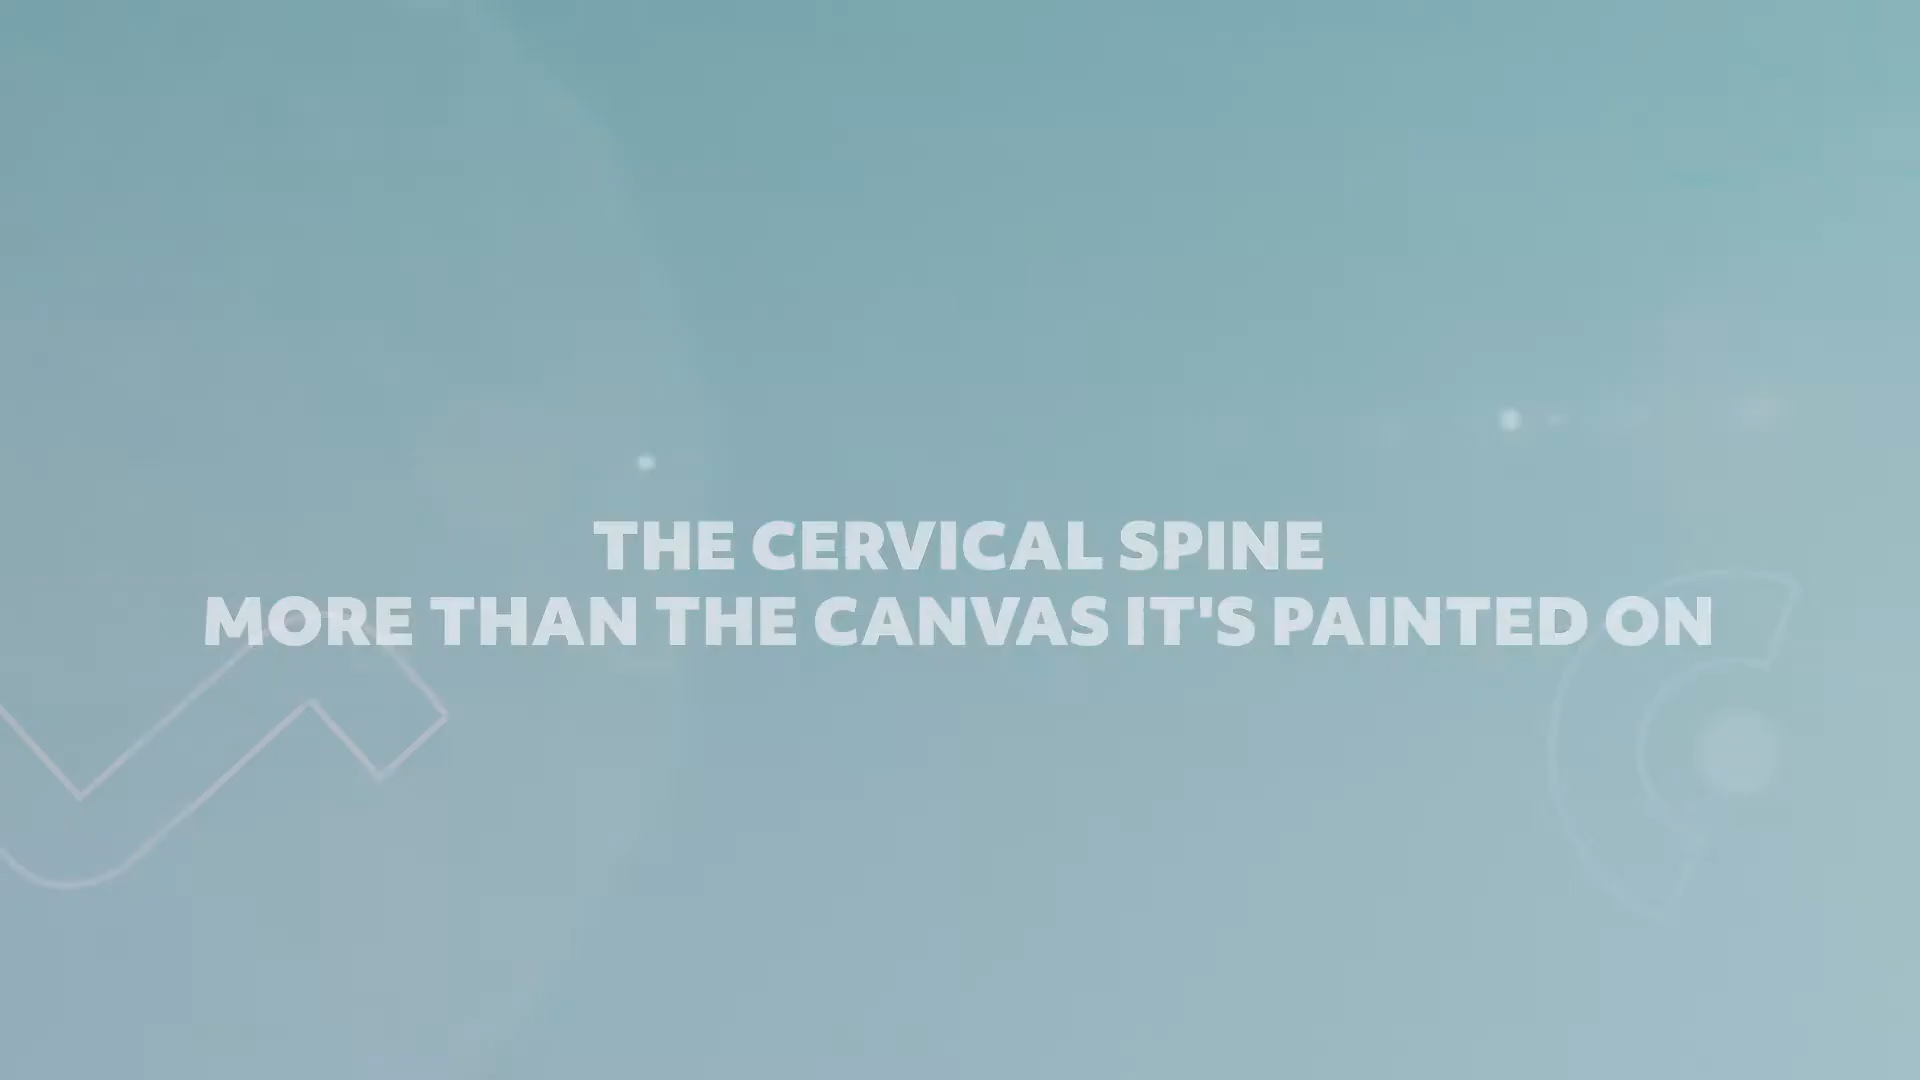 THE CERVICAL SPINE
MORE THAN THE CANVAS IT'S PAINTED ON